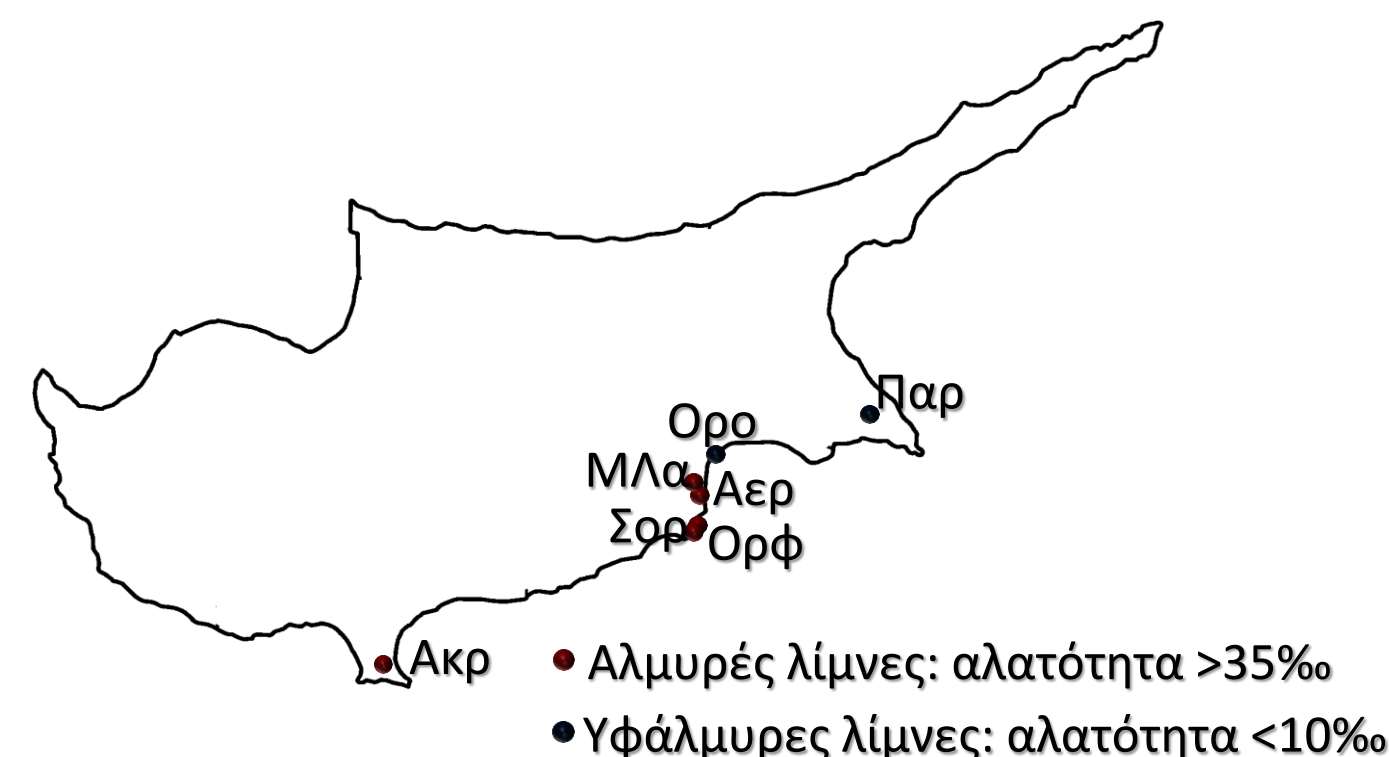 Παρ
Ορο
ΜΛα
Αερ
Σορ
Ορφ
Ακρ
Αλμυρές λίμνες: αλατότητα >35‰
Υφάλμυρες λίμνες: αλατότητα <10‰